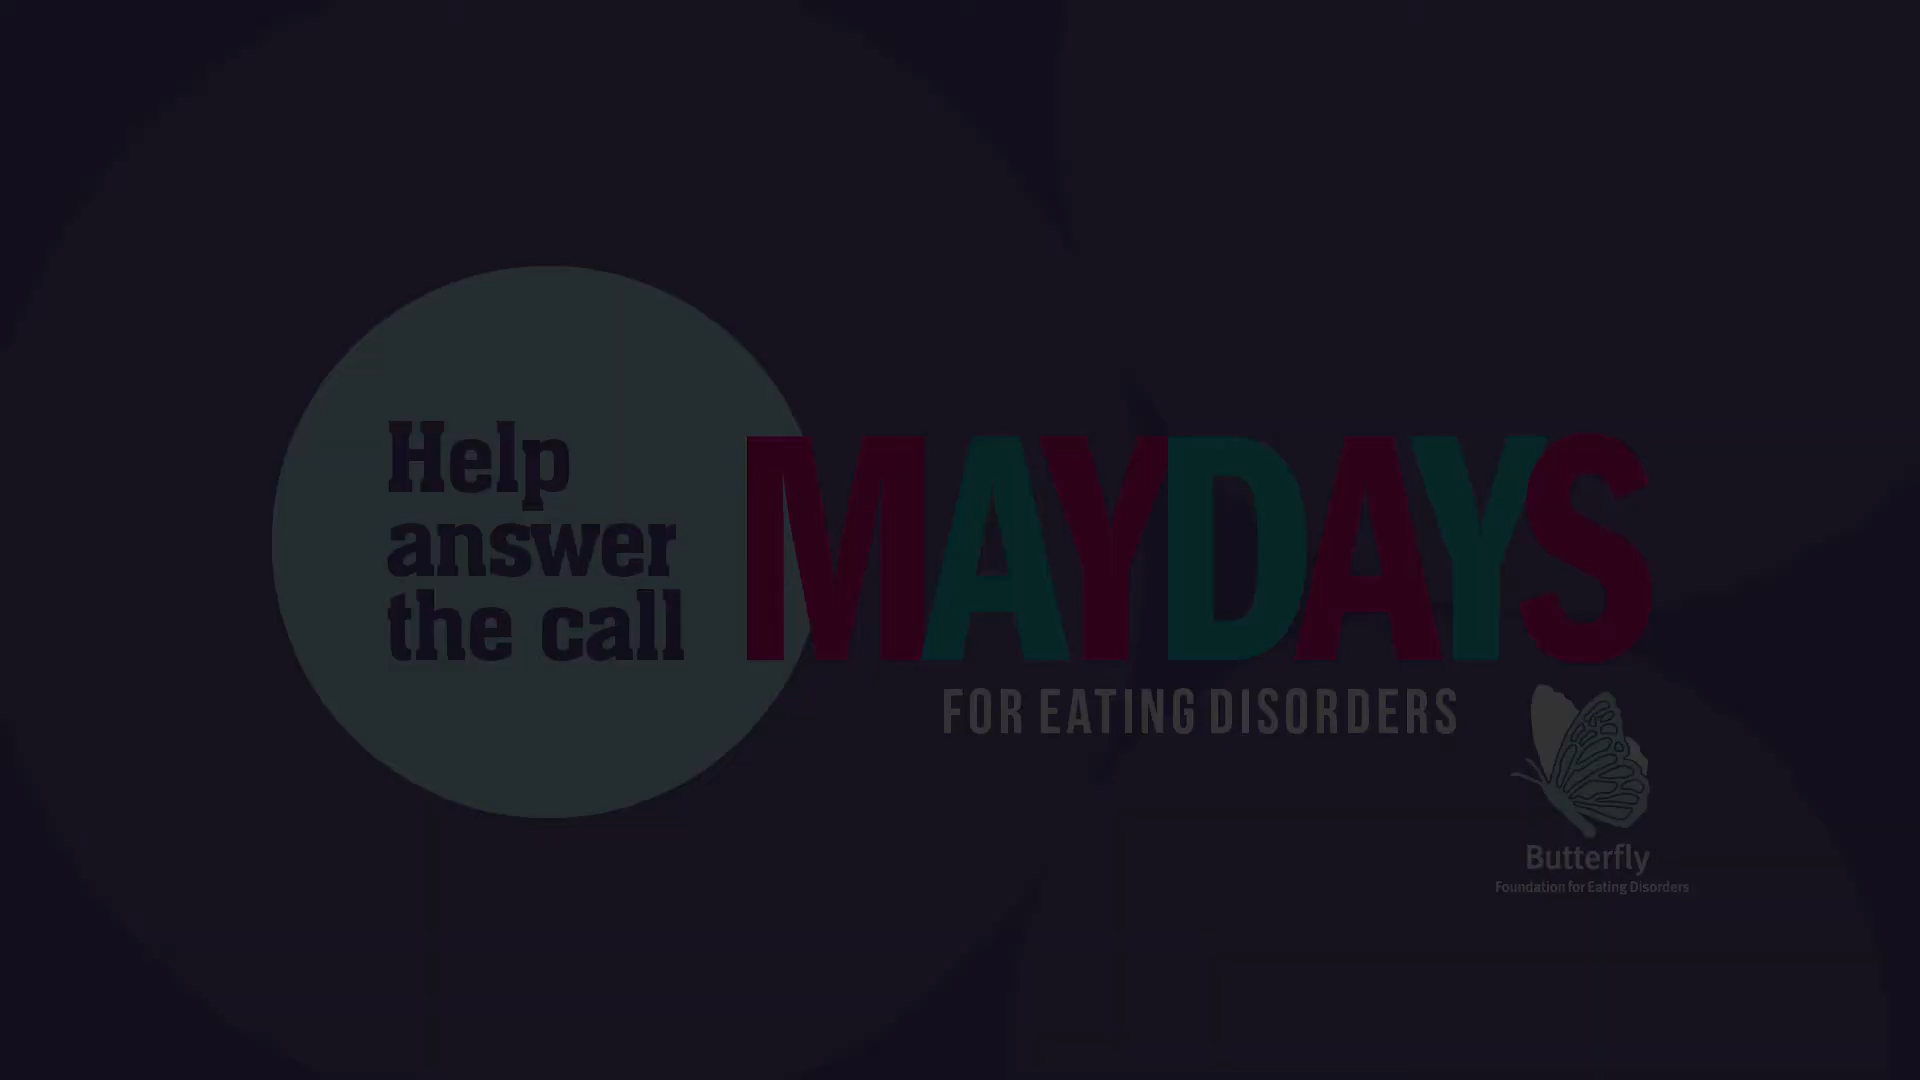 Help
answer
the call
MAYDAYS
FOR EATING DISORDERS
Butterfly
Foundation for Eating Disorders